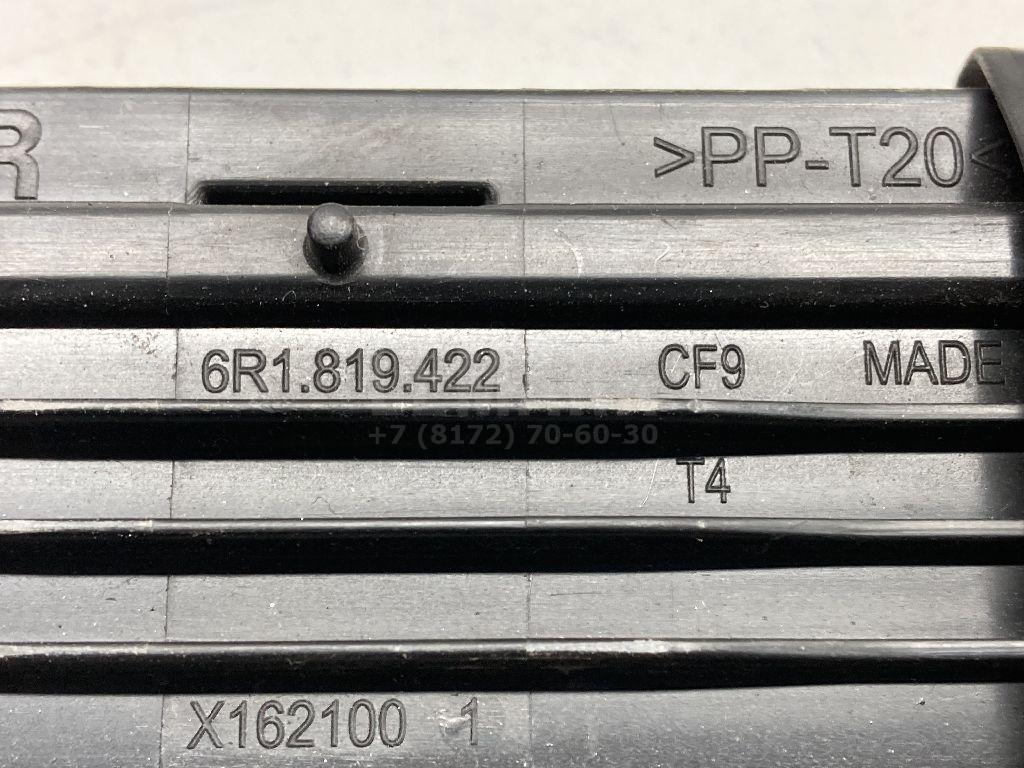 R >PP-T20<
6R1.819.422 CF9 MADE
+7 (8172) 70-60-30
T4
X162100 1